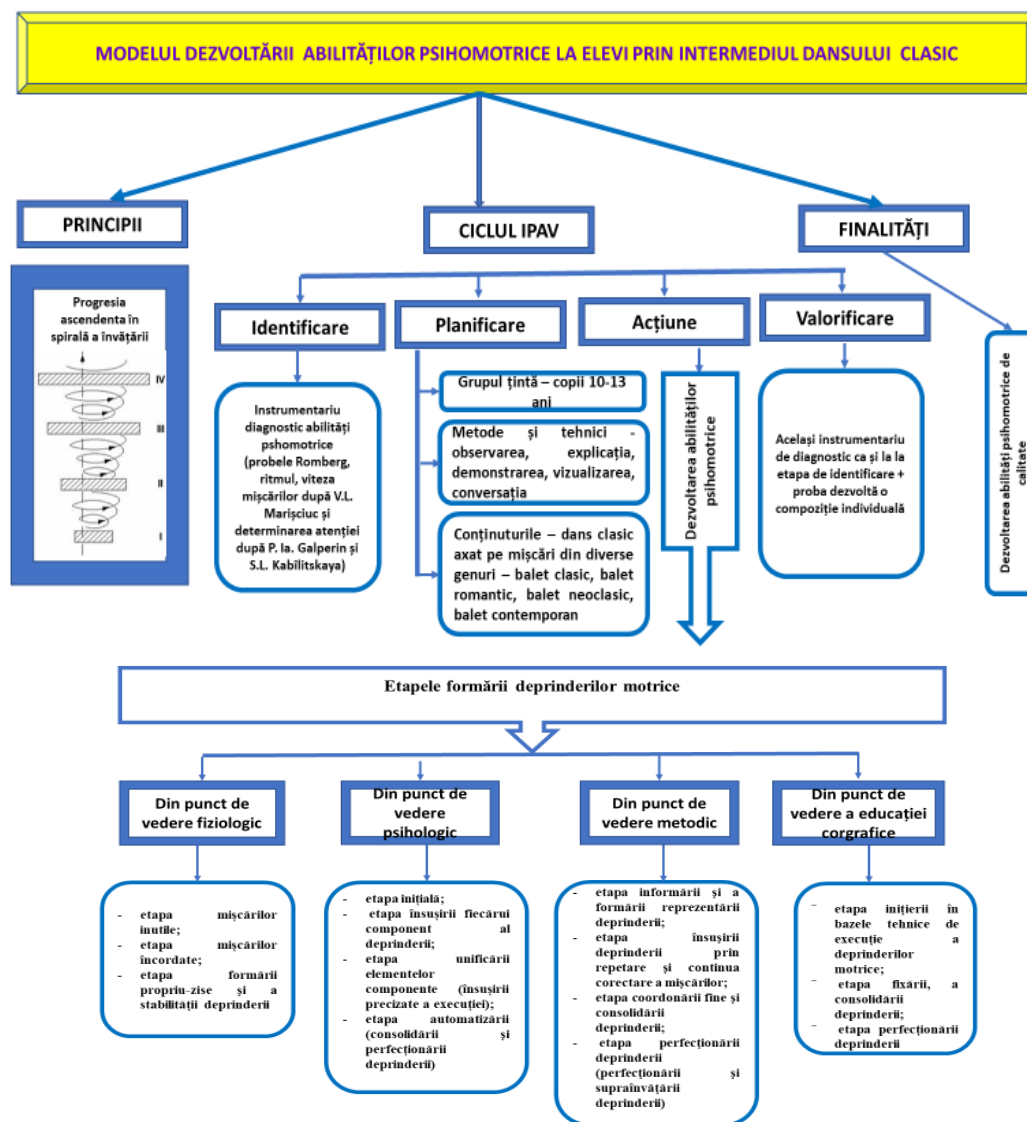 MODELUL DEZVOLTĂRII ABILITĂȚILOR PSIHOMOTRICE LA ELEVI PRIN INTERMEDIUL DANSULUI CLASIC
PRINCIPII
CICLUL IPAV
FINALITĂȚI
Progresia
ascendenta în
spirală a învățării
IV
III
II
I
Identificare
Planificare
Acțiune
Valorificare
Instrumentariu
diagnostic abilități
pshomotrice
(probele Romberg,
ritmul, viteza
mișcărilor după V.L.
Marișciuc și
determinarea atenției
după P. Ia. Galperin și
S.L. Kabîlitskaya)
Grupul țintă – copii 10-13
ani
Metode și tehnici -
observarea, explicația,
demonstrarea, vizualizarea,
conversația
Conținuturile – dans clasic
axat pe mișcări din diverse
genuri – balet clasic, balet
romantic, balet neoclasic,
balet contemporan
Dezvoltarea abilităților
psihomotrice
Același instrumentariu
de diagnostic ca și la la
etapa de identificare +
proba dezvoltă o
compoziție individuală
Dezvoltarea abilități psihomotrice de
calitate
Etapele formării deprinderilor motrice
Din punct de
vedere fiziologic
Din punct de
vedere
psihologic
Din punct de
vedere metodic
Din punct de
vedere a educației
corgrafice
- etapa mișcărilor
inutile;
- etapa mișcărilor
încordate;
- etapa formării
propriu-zise și a
stabilității deprinderii
- etapa inițială;
- etapa însușirii fiecărui
component al
deprinderii;
- etapa unificării
elementelor
componente (însușirii
precizate a execuției);
- etapa automatizării
(consolidării și
perfecționării
deprinderii)
- etapa informării și a
formării reprezentării
deprinderii;
- etapa însușirii
deprinderii prin
repetare și continua
corectare a mișcărilor;
- etapa coordonării fine și
consolidării
deprinderii;
- etapa perfecționării
deprinderii
(perfecționării și
supraînvățării
deprinderii)
- etapa inițierii în
bazele tehnice de
execuție a
deprinderilor
motrice;
- etapa fixării, a
consolidării
deprinderii;
- etapa perfecționării
deprinderii